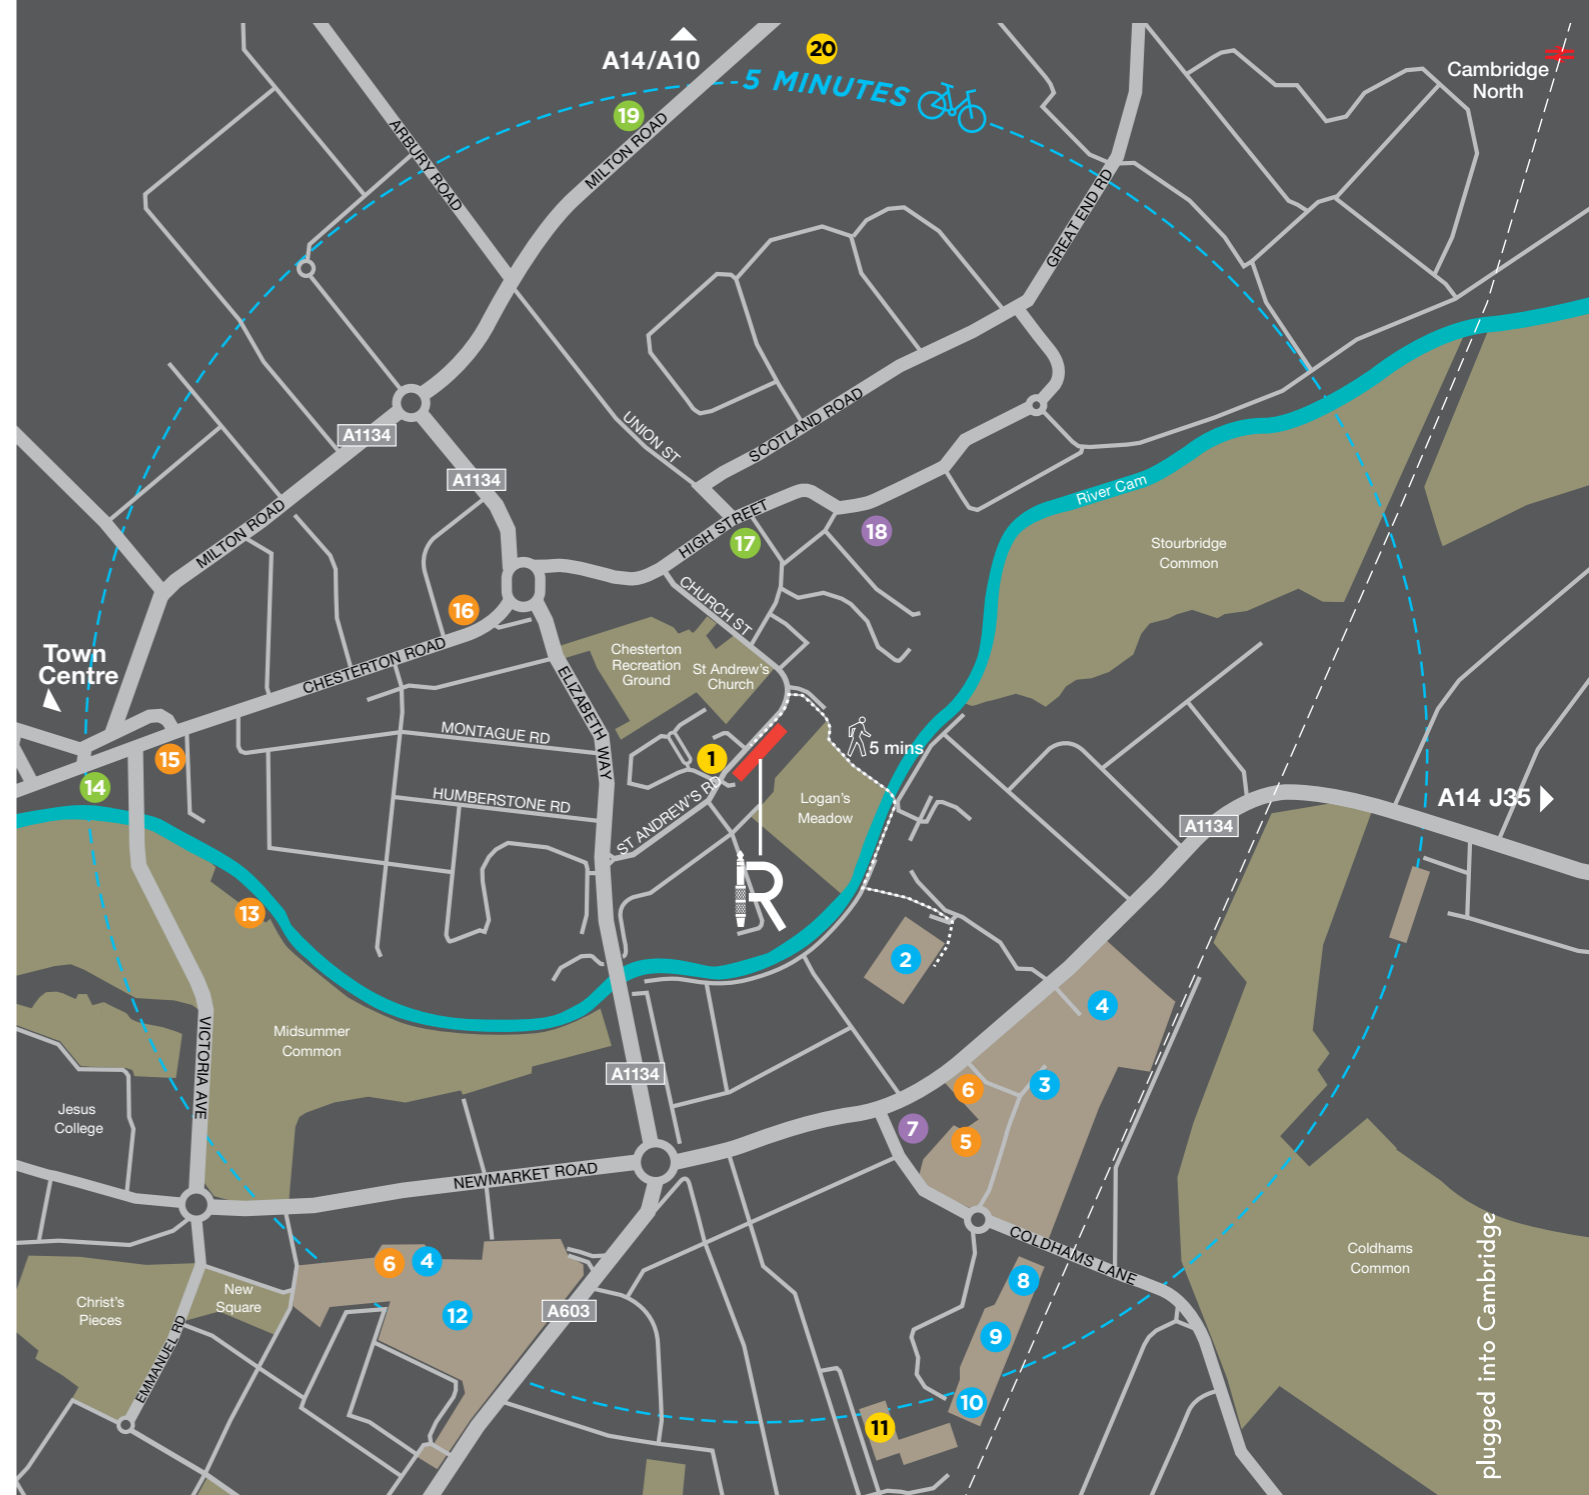 20
A14/A10
5 MINUTES
Cambridge
North
19
MILTON ROAD
ARBURY ROAD
GREAT END RD
A1134
UNION ST
SCOTLAND ROAD
A1134
River Cam
MILTON ROAD
HIGH STREET
17
18
Stourbridge
Common
CHURCH ST
16
Town
Centre
CHESTERTON ROAD
Chesterton
Recreation
Ground
St Andrew's
Church
ELIZABETH WAY
MONTAGUE RD
15
1
5 mins
14
HUMBERSTONE RD
ST ANDREW'S RD
Logan's
Meadow
A14 J35
A1134
R
13
2
4
VICTORIA AVE
Midsummer
Common
A1134
3
6
Jesus
College
7
5
NEWMARKET ROAD
COLDHAMS LANE
6
4
8
Coldhams
Common
New
Square
Christ's
Pieces
12
A603
9
EMMANUEL RD
10
11
plugged into Cambridge